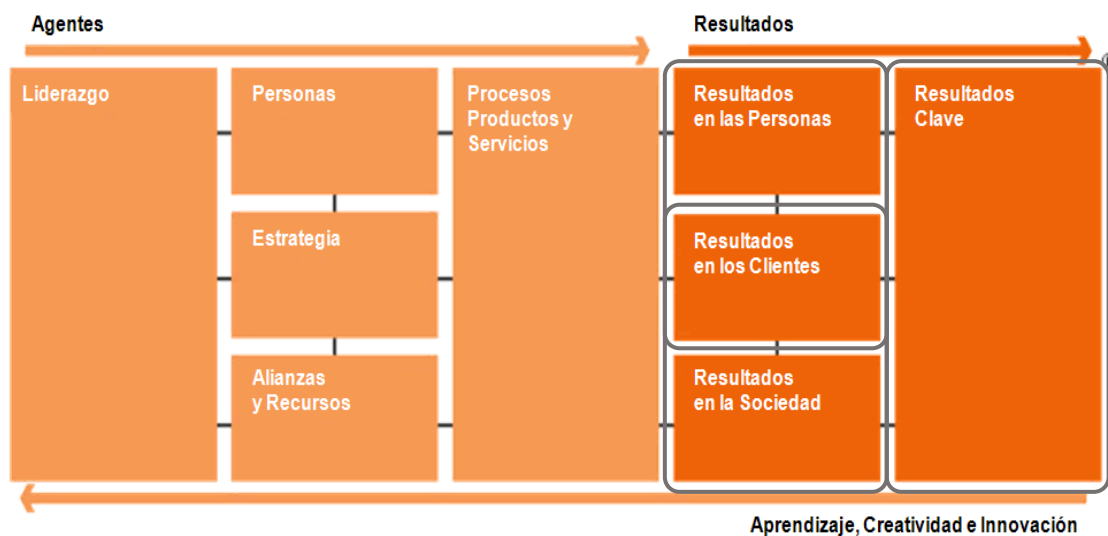 Agentes
Resultados
Liderazgo
Personas
Procesos
Productos y
Servicios
Resultados
en las Personas
Resultados
Clave
Estrategia
Resultados
en los Clientes
Alianzas
y Recursos
Resultados
en la Sociedad
Aprendizaje, Creatividad e Innovación